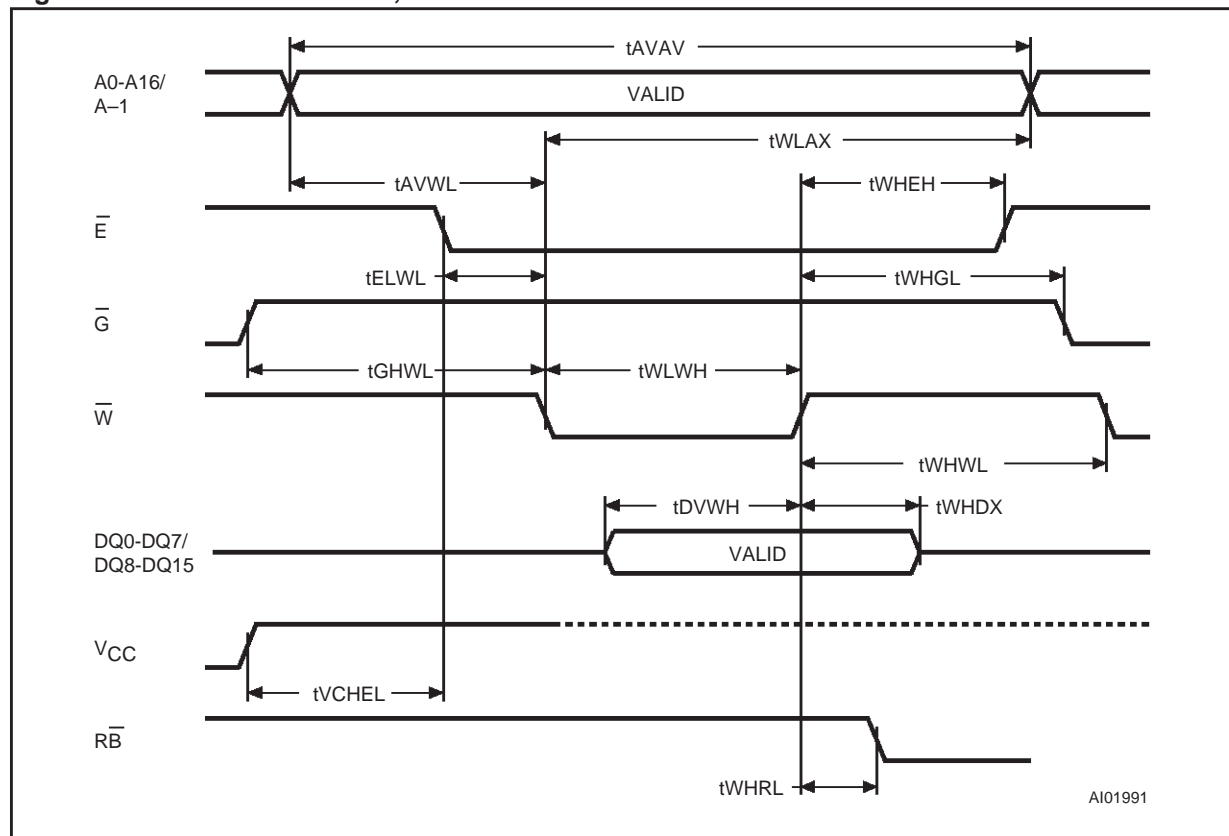 tAVAV
A0-A16/
A–1
VALID
tWLAX
tAVWL
tWHEH
E̅
tELWL
tWHGL
G̅
tGHWL
tWLWH
W̅
tWHWL
tDVWH
tWHDX
DQ0-DQ7/
DQ8-DQ15
VALID
VCC
tVCHEL
RB̅
tWHRL
AI01991